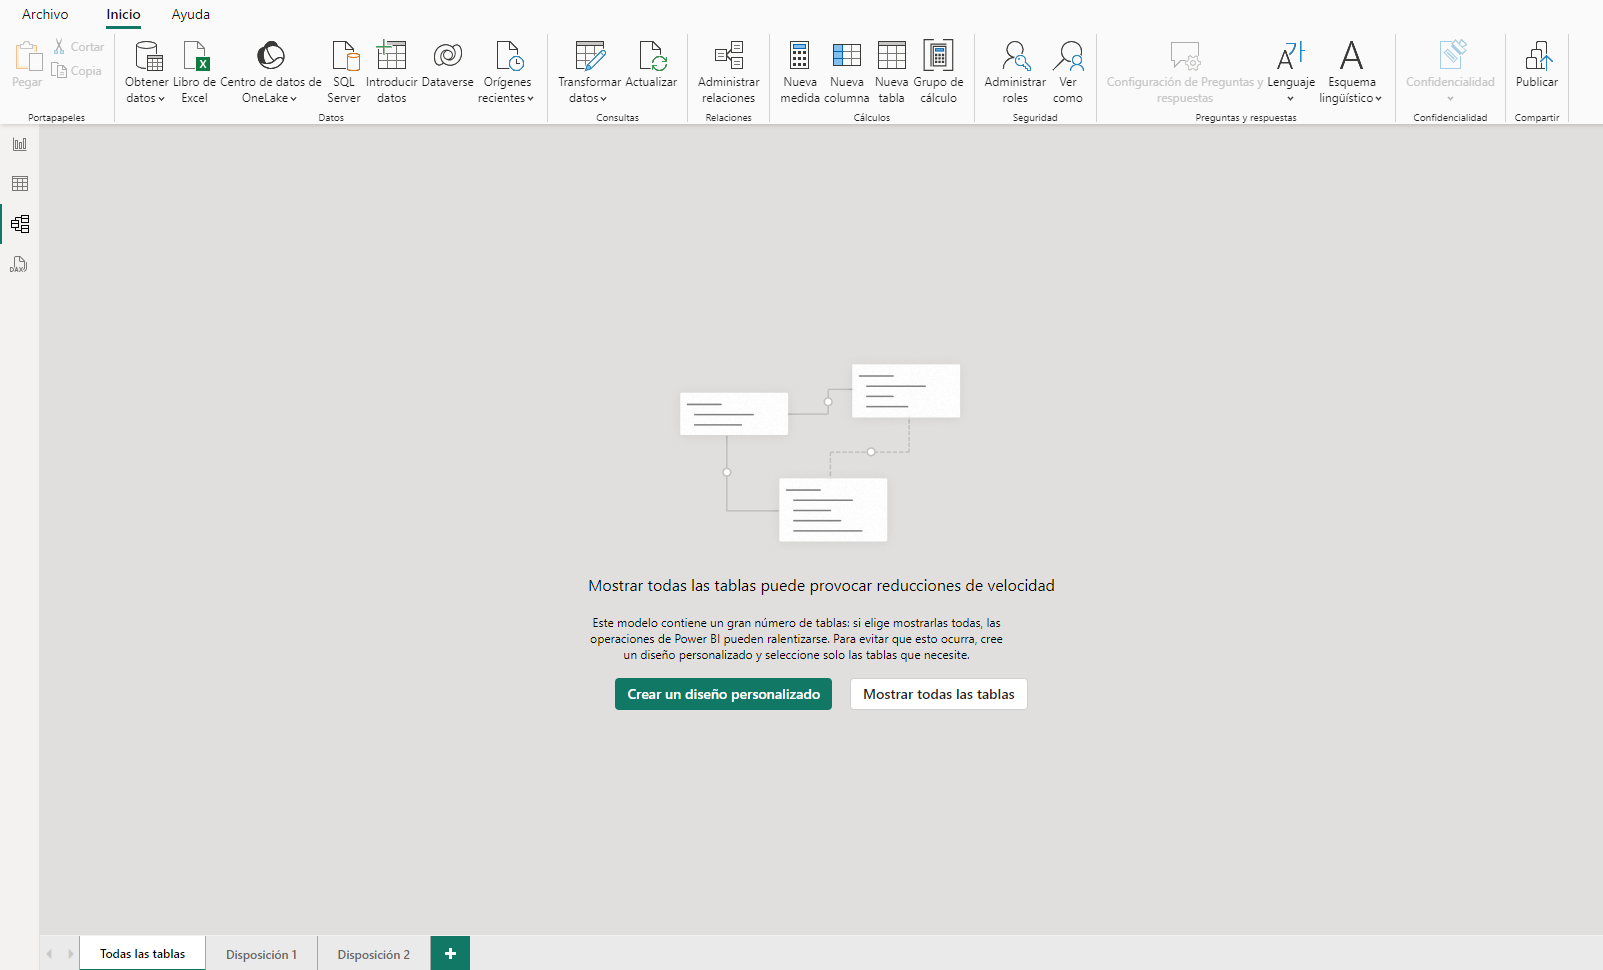 Archivo
Inicio
Ayuda
Pegar
Cortar
Copia
Portapapeles
Obtener
datos
Libro de
Excel
Centro de datos de
OneLake
SQL
Server
Introducir
datos
Dataverse
Orígenes
recientes
Datos
Transformar
datos
Actualizar
Consultas
Administrar
relaciones
Relaciones
Nueva
medida
Nueva
columna
Nueva
tabla
Grupo de
cálculo
Cálculos
Administrar
roles
Ver
como
Seguridad
Configuración de Preguntas y
respuestas
Lenguaje
Esquema
lingüístico
Preguntas y respuestas
Confidencialidad
Confidencialidad
Publicar
Compartir
DAX
Mostrar todas las tablas puede provocar reducciones de velocidad
Este modelo contiene un gran número de tablas: si elige mostrarlas todas, las
operaciones de Power BI pueden ralentizarse. Para evitar que esto ocurra, cree
un diseño personalizado y seleccione solo las tablas que necesite.
Crear un diseño personalizado
Mostrar todas las tablas
Todas las tablas
Disposición 1
Disposición 2